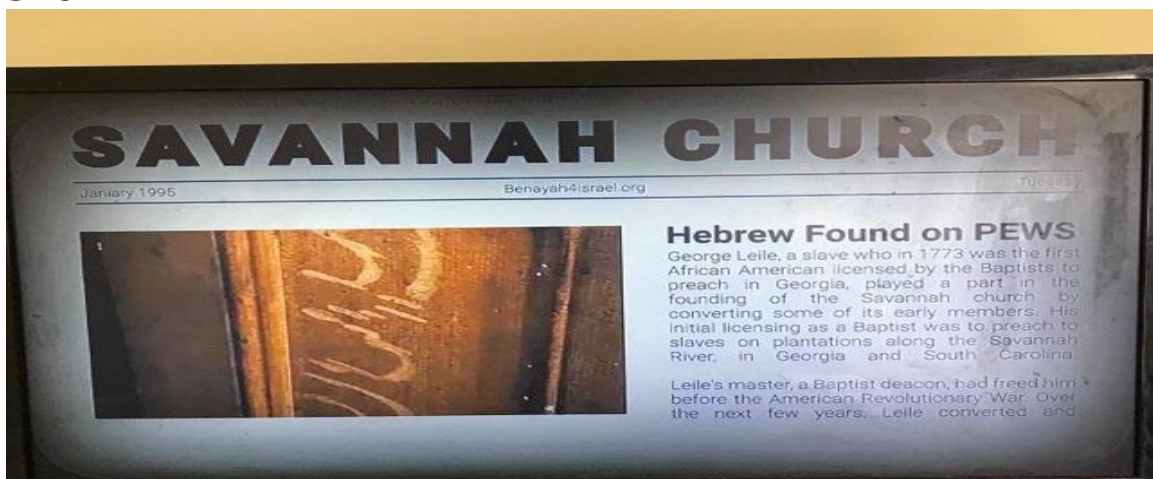 SAVANNAH CHURCH
Janiary 1995
Benayah4Israel.org
Tuesday
Hebrew Found on PEWS
George Leile, a slave who in 1773 was the first
African American licensed by the Baptists to
preach in Georgia, played a part in the
founding of the Savannah church by
converting some of its early members. His
initial licensing as a Baptist was to preach to
slaves on plantations along the Savannah
River, in Georgia and South Carolina.
Leile's master, a Baptist deacon, had freed him
before the American Revolutionary War. Over
the next few years, Leile converted and